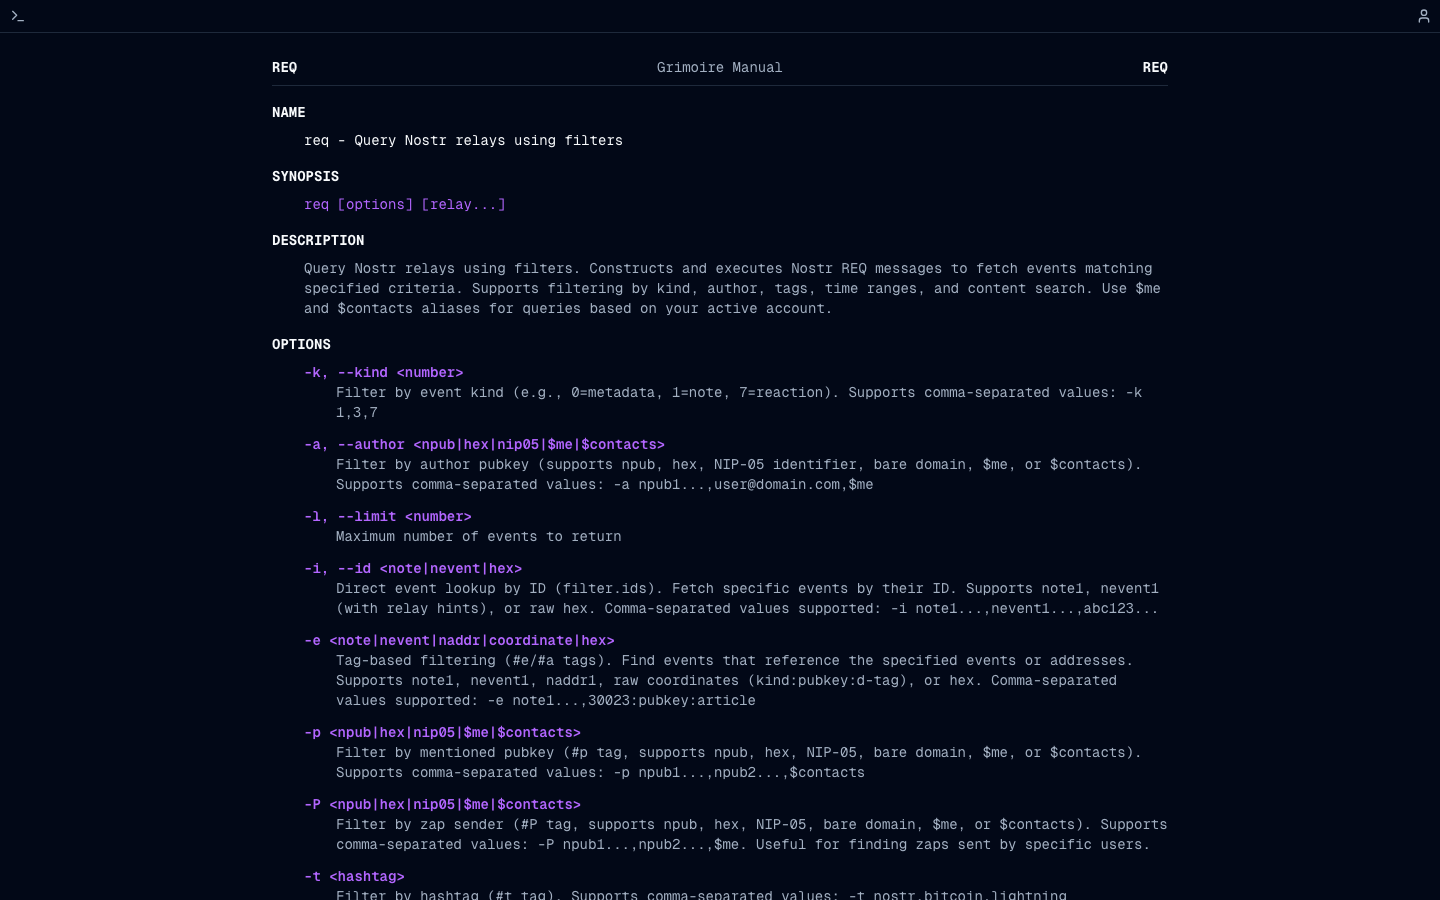 REQ Grimoire Manual REQ
NAME
req - Query Nostr relays using filters
SYNOPSIS
req [options] [relay...]
DESCRIPTION
Query Nostr relays using filters. Constructs and executes Nostr REQ messages to fetch events matching
specified criteria. Supports filtering by kind, author, tags, time ranges, and content search. Use $me
and $contacts aliases for queries based on your active account.
OPTIONS
-k, --kind <number>
Filter by event kind (e.g., 0=metadata, 1=note, 7=reaction). Supports comma-separated values: -k
1,3,7
-a, --author <npub|hex|nip05|$me|$contacts>
Filter by author pubkey (supports npub, hex, NIP-05 identifier, bare domain, $me, or $contacts).
Supports comma-separated values: -a npub1...,user@domain.com,$me
-l, --limit <number>
Maximum number of events to return
-i, --id <note|nevent|hex>
Direct event lookup by ID (filter.ids). Fetch specific events by their ID. Supports note1, nevent1
(with relay hints), or raw hex. Comma-separated values supported: -i note1...,nevent1...,abc123...
-e <note|nevent|naddr|coordinate|hex>
Tag-based filtering (#e/#a tags). Find events that reference the specified events or addresses.
Supports note1, nevent1, naddr1, raw coordinates (kind:pubkey:d-tag), or hex. Comma-separated
values supported: -e note1...,30023:pubkey:article
-p <npub|hex|nip05|$me|$contacts>
Filter by mentioned pubkey (#p tag, supports npub, hex, NIP-05, bare domain, $me, or $contacts).
Supports comma-separated values: -p npub1...,npub2...,$contacts
-P <npub|hex|nip05|$me|$contacts>
Filter by zap sender (#P tag, supports npub, hex, NIP-05, bare domain, $me, or $contacts). Supports
comma-separated values: -P npub1...,npub2...,$me. Useful for finding zaps sent by specific users.
-t <hashtag>
Filter by hashtag (#t tag). Supports comma-separated values: -t nostr,bitcoin,lightning